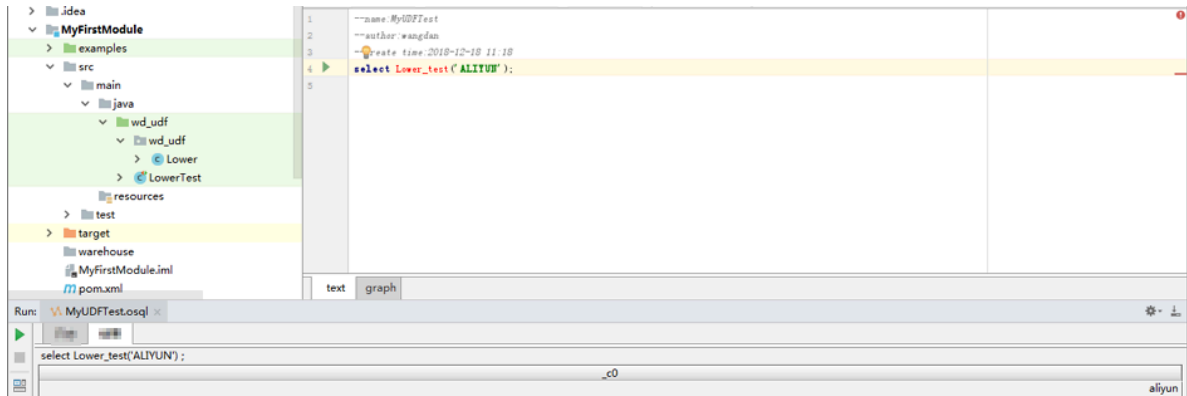 .idea
MyFirstModule
examples
src
main
java
wd_udf
wd_udf
Lower
LowerTest
resources
test
target
warehouse
MyFirstModule.iml
pom.xml
1 --name:MyUDFTest
2 --author:wangdan
3 --create time:2018-12-18 11:18
4 select Lower_test('ALIYUN');
5
text graph
Run: MyUDFTest.osql
select Lower_test('ALIYUN') ;
_c0
aliyun